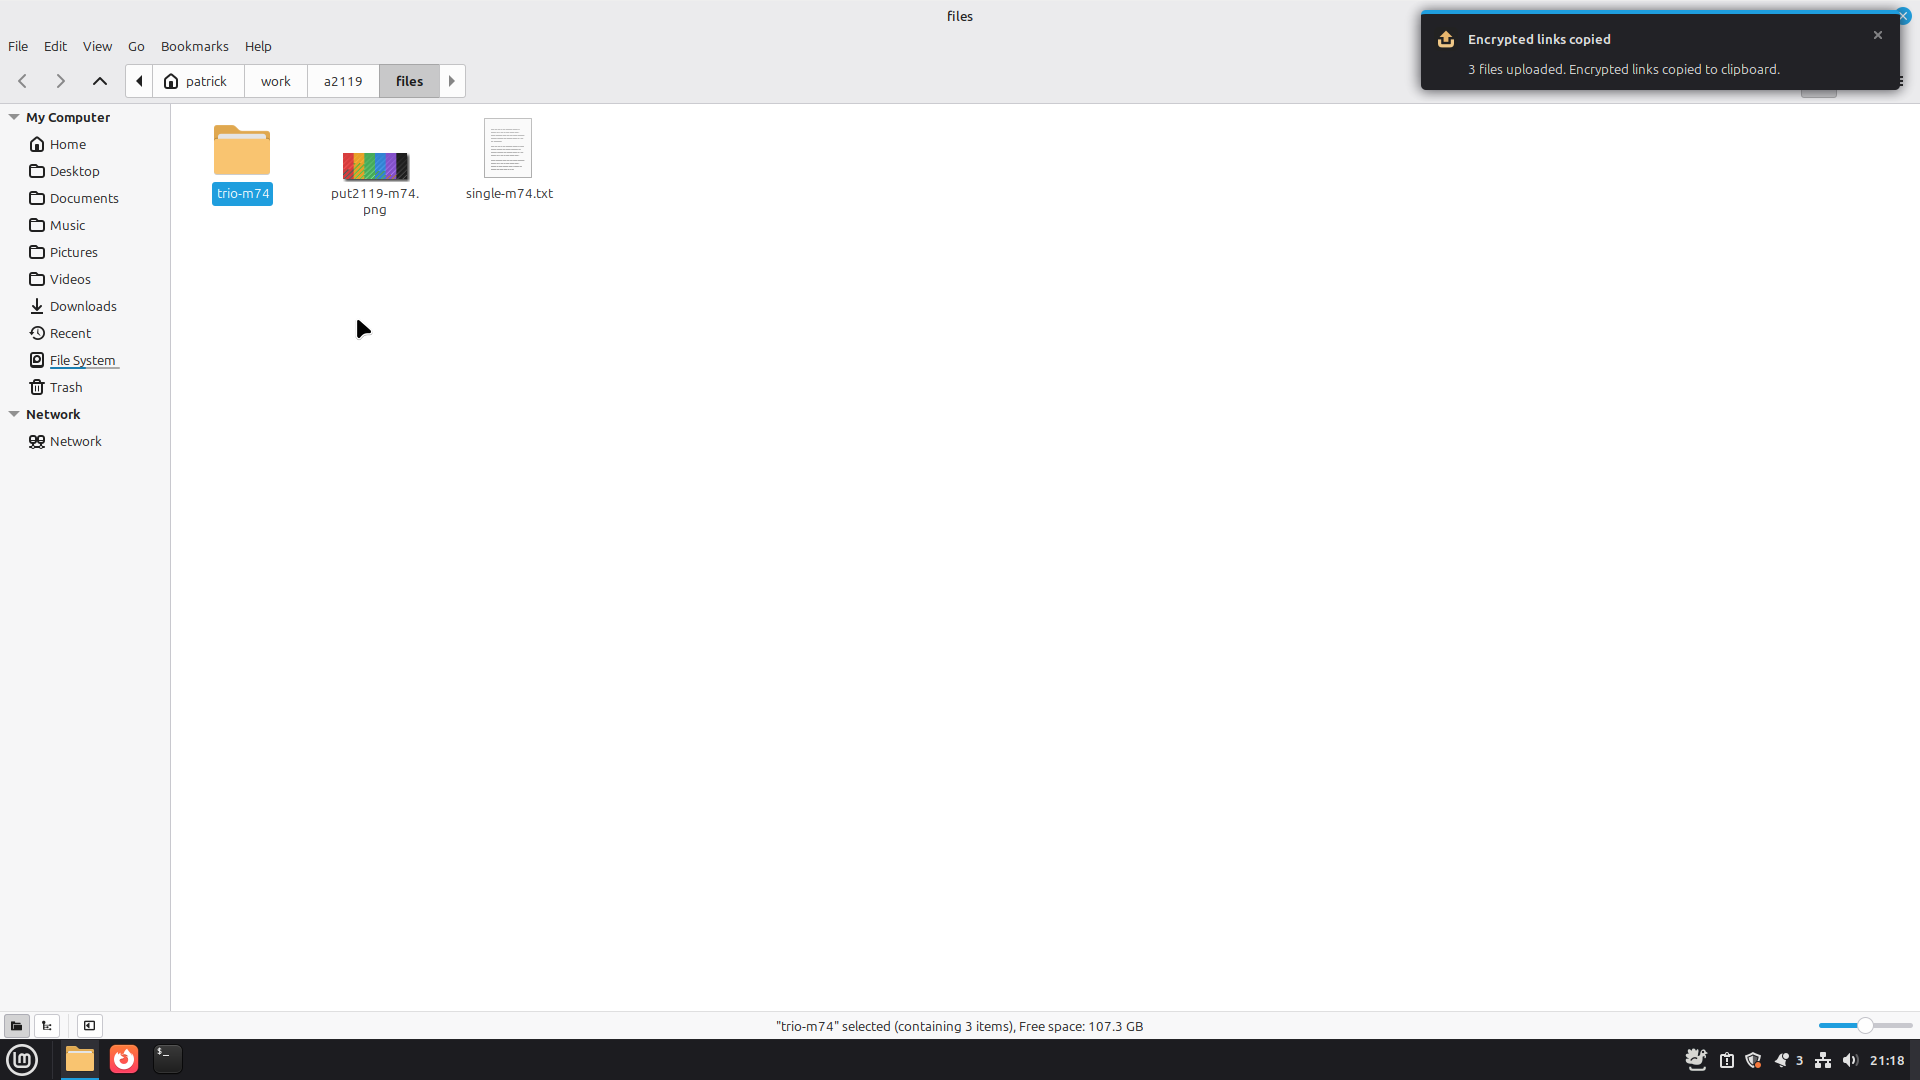 files
File Edit View Go Bookmarks Help
patrick work a2119 files
Encrypted links copied
3 files uploaded. Encrypted links copied to clipboard.
My Computer
Home
Desktop
Documents
Music
Pictures
Videos
Downloads
Recent
File System
Trash
Network
Network
trio-m74
put2119-m74.
png
single-m74.txt
"trio-m74" selected (containing 3 items), Free space: 107.3 GB
lm
$_
3
21:18